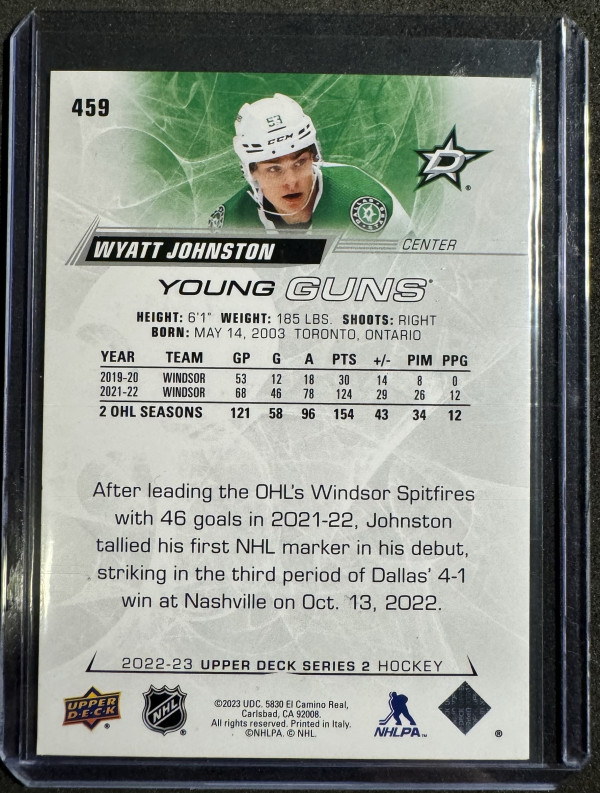 459
53
CCM
DALLAS STARS
D
®
WYATT JOHNSTON
CENTER
YOUNG GUNS®
HEIGHT: 6'1" WEIGHT: 185 LBS. SHOOTS: RIGHT
BORN: MAY 14, 2003 TORONTO, ONTARIO
YEAR TEAM GP G A PTS +/- PIM PPG
2019-20 WINDSOR 53 12 18 30 14 8 0
2021-22 WINDSOR 68 46 78 124 29 26 12
2 OHL SEASONS 121 58 96 154 43 34 12
After leading the OHL's Windsor Spitfires
with 46 goals in 2021-22, Johnston
tallied his first NHL marker in his debut,
striking in the third period of Dallas' 4-1
win at Nashville on Oct. 13, 2022.
2022-23 UPPER DECK SERIES 2 HOCKEY
UPPER DECK
NHL ®
©2023 UDC. 5830 El Camino Real,
Carlsbad, CA 92008.
All rights reserved. Printed in Italy.
©NHLPA. © NHL.
NHLPA™
®